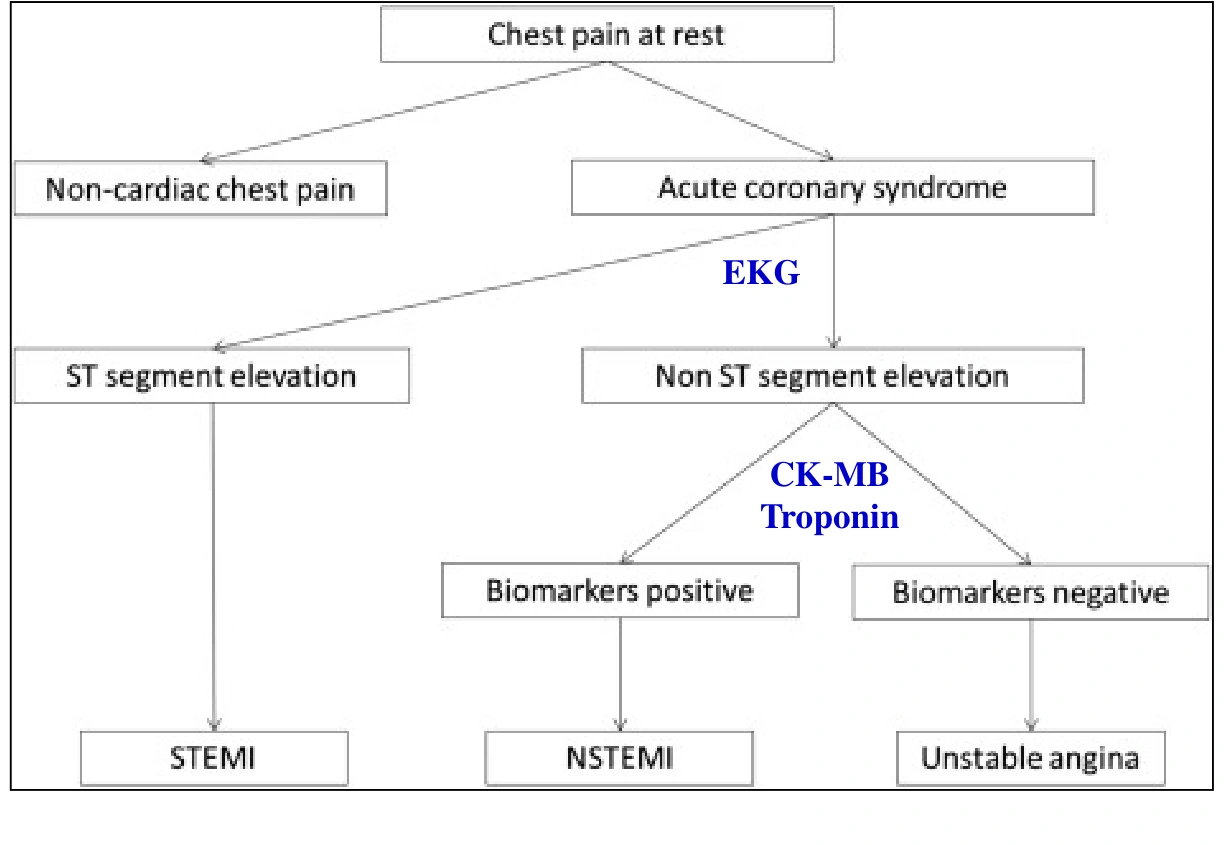 Chest pain at rest
Non-cardiac chest pain
Acute coronary syndrome
EKG
ST segment elevation
Non ST segment elevation
CK-MB
Troponin
Biomarkers positive
Biomarkers negative
STEMI
NSTEMI
Unstable angina